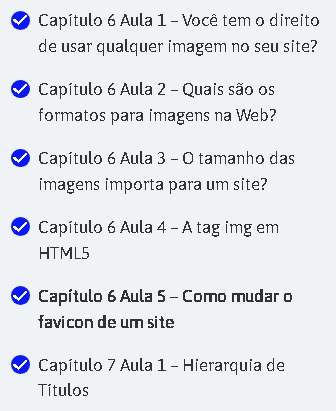 Capítulo 6 Aula 1 – Você tem o direito
de usar qualquer imagem no seu site?
Capítulo 6 Aula 2 – Quais são os
formatos para imagens na Web?
Capítulo 6 Aula 3 – O tamanho das
imagens importa para um site?
Capítulo 6 Aula 4 – A tag img em
HTML5
Capítulo 6 Aula 5 – Como mudar o
favicon de um site
Capítulo 7 Aula 1 – Hierarquia de
Títulos